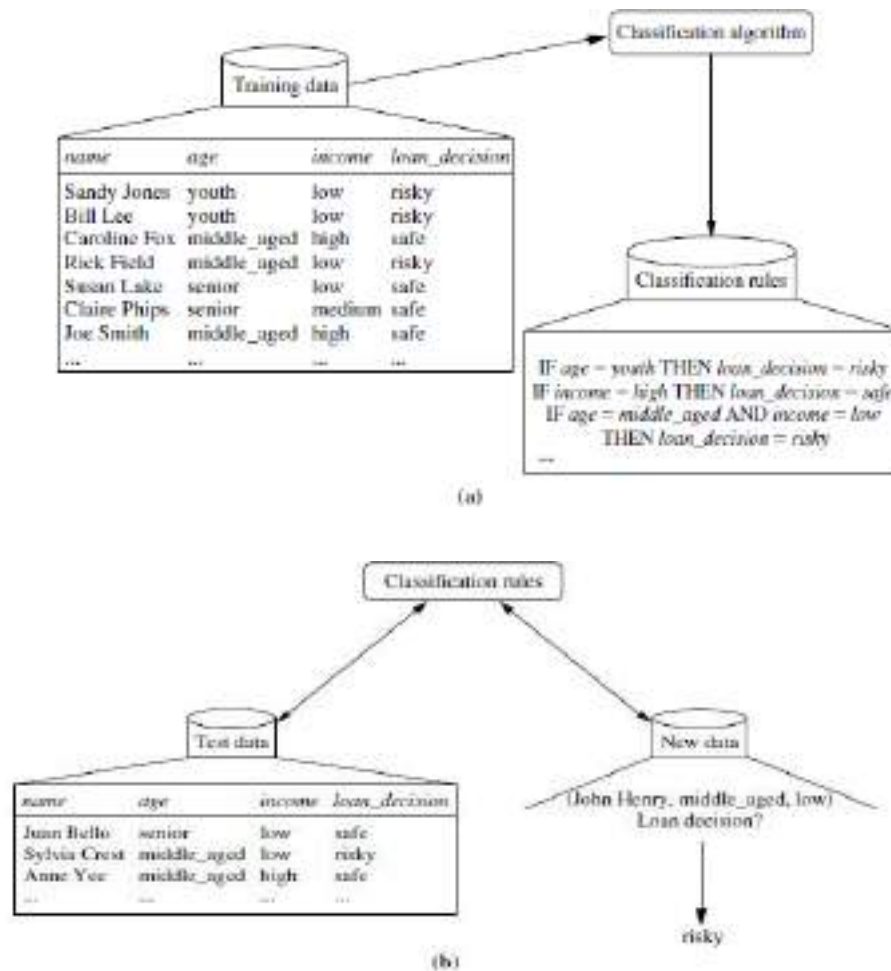 Classification algorithm
Training data
name age income loan_decision
Sandy Jones youth low risky
Bill Lee youth low risky
Caroline Fox middle_aged high safe
Rick Field middle_aged low risky
Susan Lake senior low safe
Claire Phips senior medium safe
Joe Smith middle_aged high safe
... ... ... ...
Classification rules
IF age = youth THEN loan_decision = risky
IF income = high THEN loan_decision = safe
IF age = middle_aged AND income = low
THEN loan_decision = risky
...
(a)
Classification rules
Test data
name age income loan_decision
Juan Bello senior low safe
Sylvia Crest middle_aged low risky
Anne Yee middle_aged high safe
... ... ... ...
New data
(John Henry, middle_aged, low)
Loan decision?
risky
(b)